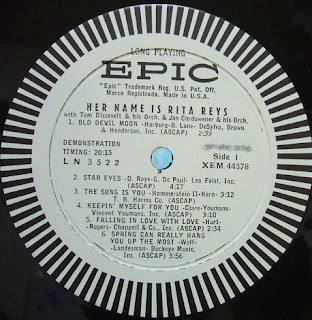 LONG PLAYING
EPIC
"Epic" Trademark Reg. U.S. Pat. Off.
Marca Registrada. Made in U.S.A.
HER NAME IS RITA REYS
with Tom Dissevelt & his Orch. & Jan Corduwener & his Orch.
1. OLD DEVIL MOON -Harburg-B. Lane- DeSylva, Brown
& Henderson, Inc. (ASCAP)
DEMONSTRATION
TIMING: 20:15
LN 3522
Side 1
XEM 44378
2. STAR EYES -D. Raye-G. De Paul- Leo Feist, Inc.
(ASCAP) 4:17
3. THE SONG IS YOU -Hammerstein II-Kern- 3:12
T. B. Harms Co. (ASCAP)
4. KEEPIN' MYSELF FOR YOU -Clare-Youmans-
Vincent Youmans, Inc. (ASCAP) 3:10
5. FALLING IN LOVE WITH LOVE -Hart-
Rogers- Chappell & Co., Inc. (ASCAP) 2:34
6. SPRING CAN REALLY HANG
YOU UP THE MOST -Wolf-
Landesman- Buckeye Music,
Inc. (ASCAP) 3:56